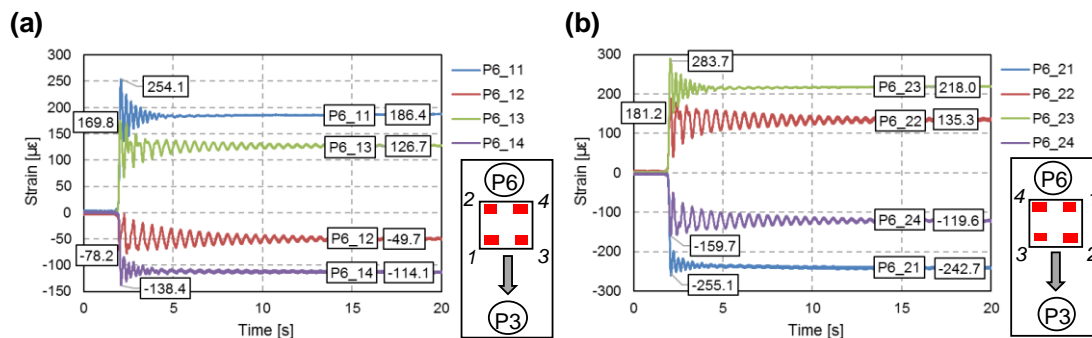 (a)
Strain [µε]
300
250
200
150
100
50
0
-50
-100
-150
0
5
10
15
20
Time [s]
254.1
169.8
P6_11 186.4
P6_13 126.7
P6_12 -49.7
-78.2
P6_14 -114.1
-138.4
P6_11
P6_12
P6_13
P6_14
P6
2 4
1 3
P3
(b)
Strain [µε]
300
200
100
0
-100
-200
-300
0
5
10
15
20
Time [s]
283.7
P6_23 218.0
181.2
P6_22 135.3
P6_24 -119.6
-159.7
P6_21 -242.7
-255.1
P6_21
P6_22
P6_23
P6_24
P6
4
3
P3